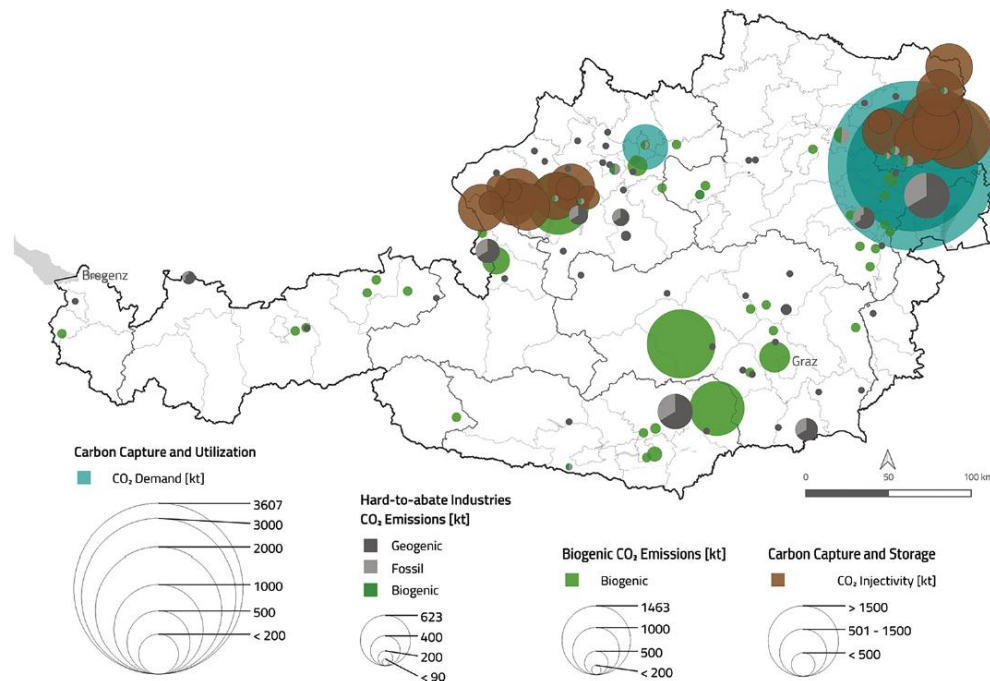 Bregenz
Graz
0 50 100 km
Carbon Capture and Utilization
CO₂ Demand [kt]
3607
3000
2000
1000
500
< 200
Hard-to-abate Industries
CO₂ Emissions [kt]
Geogenic
Fossil
Biogenic
623
400
200
< 90
Biogenic CO₂ Emissions [kt]
Biogenic
1463
1000
500
< 200
Carbon Capture and Storage
CO₂ Injectivity [kt]
> 1500
501 - 1500
< 500